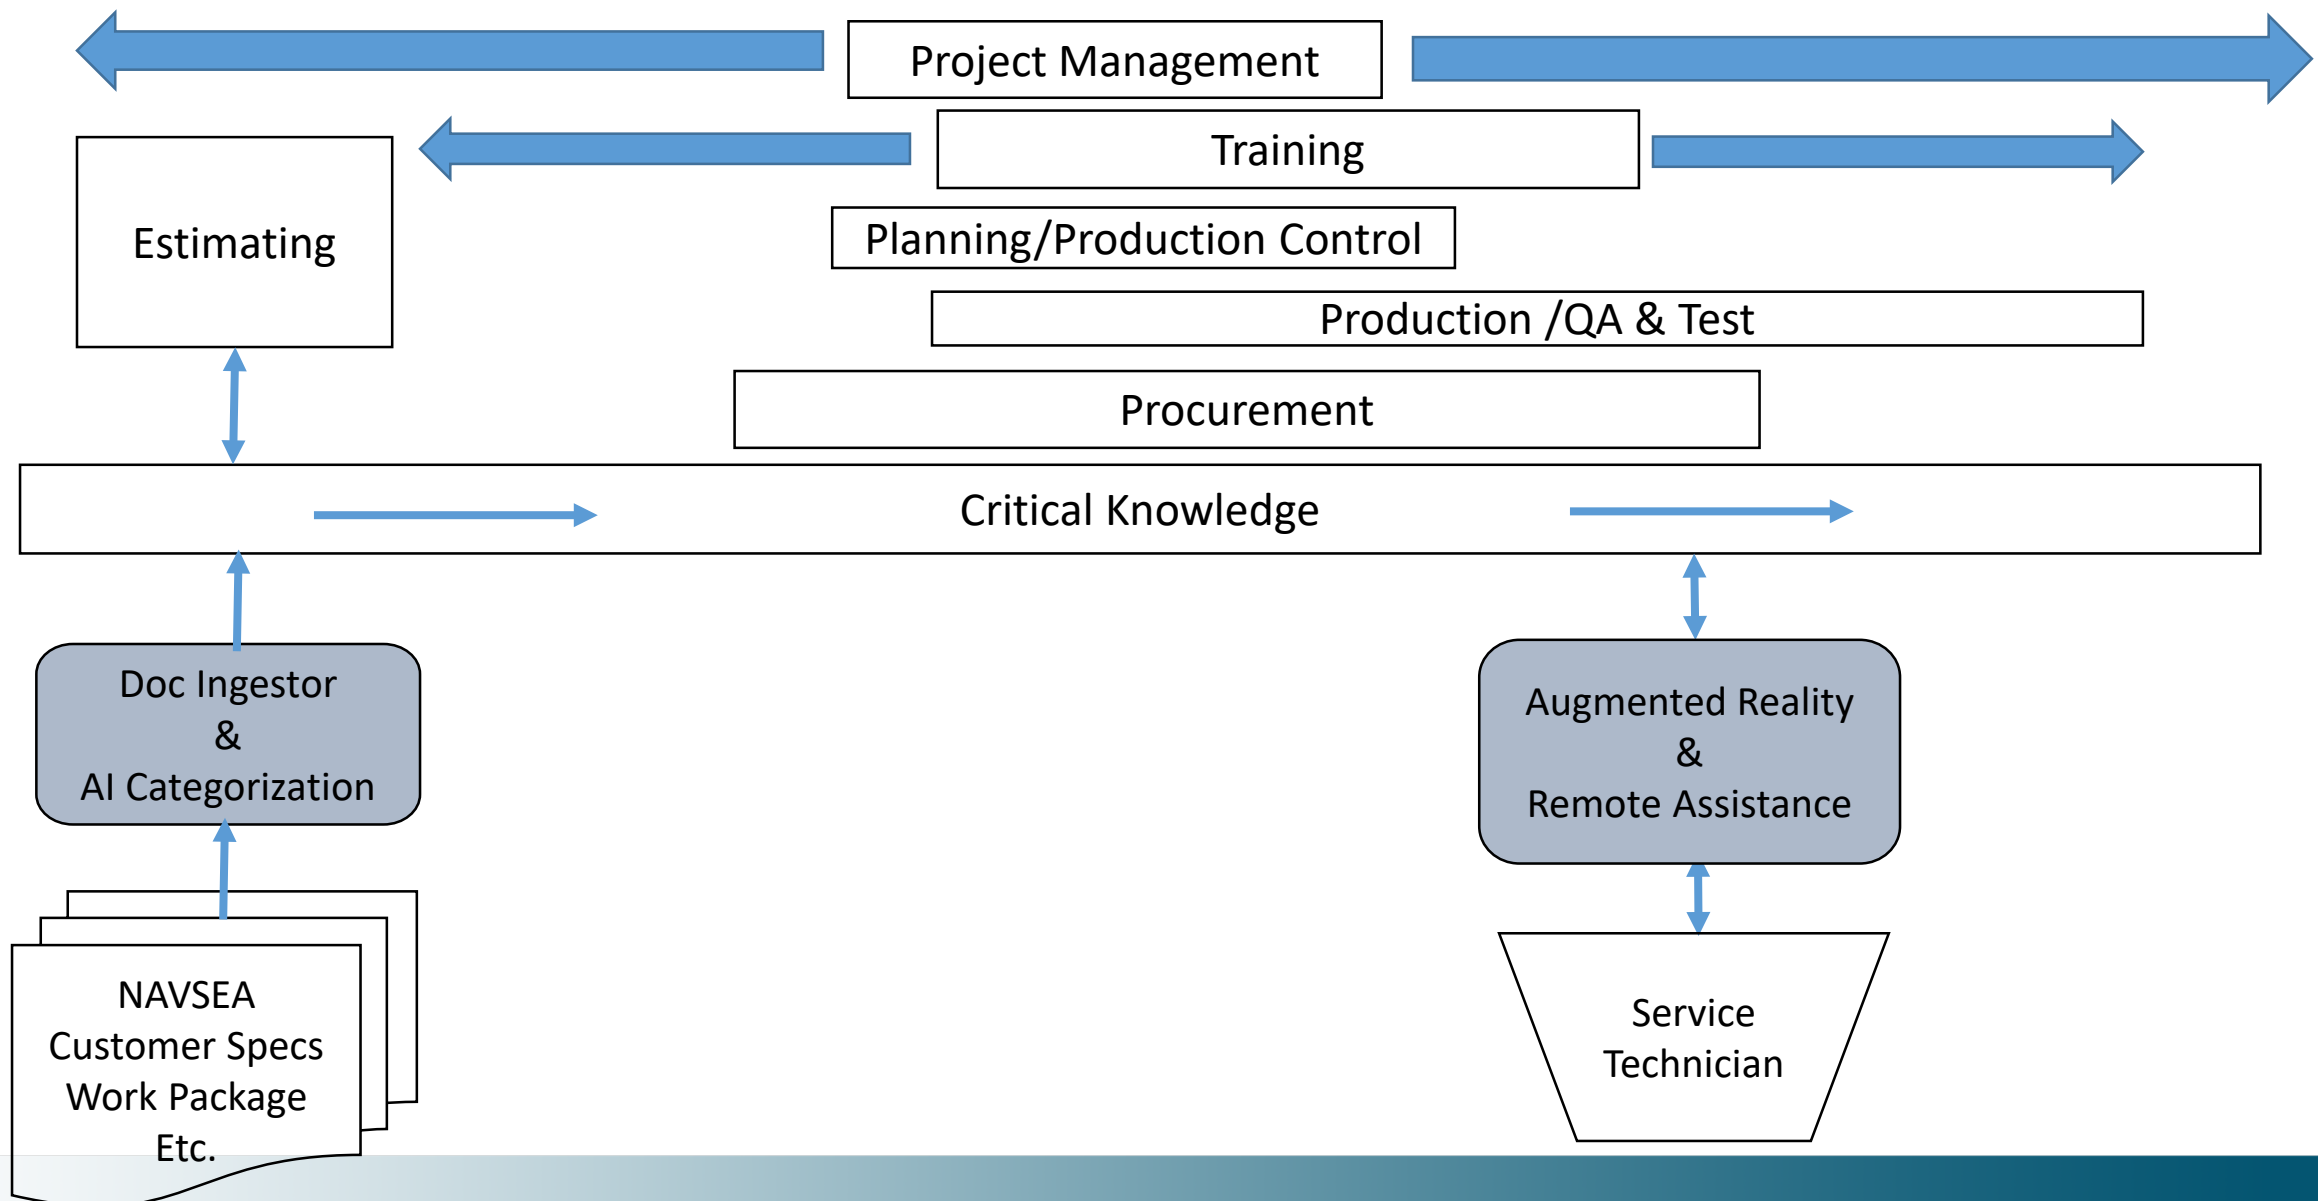 Project Management
Training
Estimating
Planning/Production Control
Production /QA & Test
Procurement
Critical Knowledge
Doc Ingestor
&
AI Categorization
Augmented Reality
&
Remote Assistance
NAVSEA
Customer Specs
Work Package
Etc.
Service
Technician